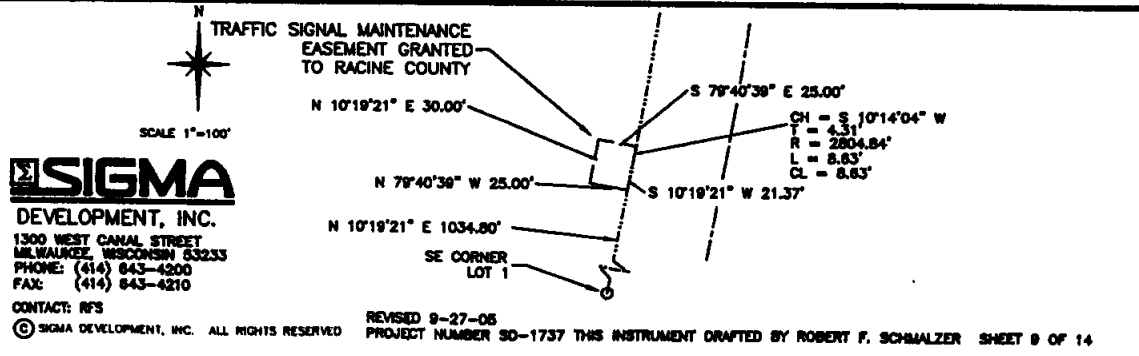 N
TRAFFIC SIGNAL MAINTENANCE
EASEMENT GRANTED
TO RACINE COUNTY
N 10°19'21" E 30.00'
S 79°40'39" E 25.00'
SCALE 1"=100'
CH = S 10°14'04" W
T = 4.31'
R = 2804.84'
L = 8.63'
CL = 8.63'
N 79°40'39" W 25.00'
S 10°19'21" W 21.37'
N 10°19'21" E 1034.80'
SE CORNER
LOT 1
Σ SIGMA
DEVELOPMENT, INC.
1300 WEST CANAL STREET
MILWAUKEE, WISCONSIN 53233
PHONE: (414) 643-4200
FAX: (414) 643-4210
CONTACT: RFS
© SIGMA DEVELOPMENT, INC. ALL RIGHTS RESERVED
REVISED 9-27-05
PROJECT NUMBER SD-1737 THIS INSTRUMENT DRAFTED BY ROBERT F. SCHMALZER SHEET 9 OF 14